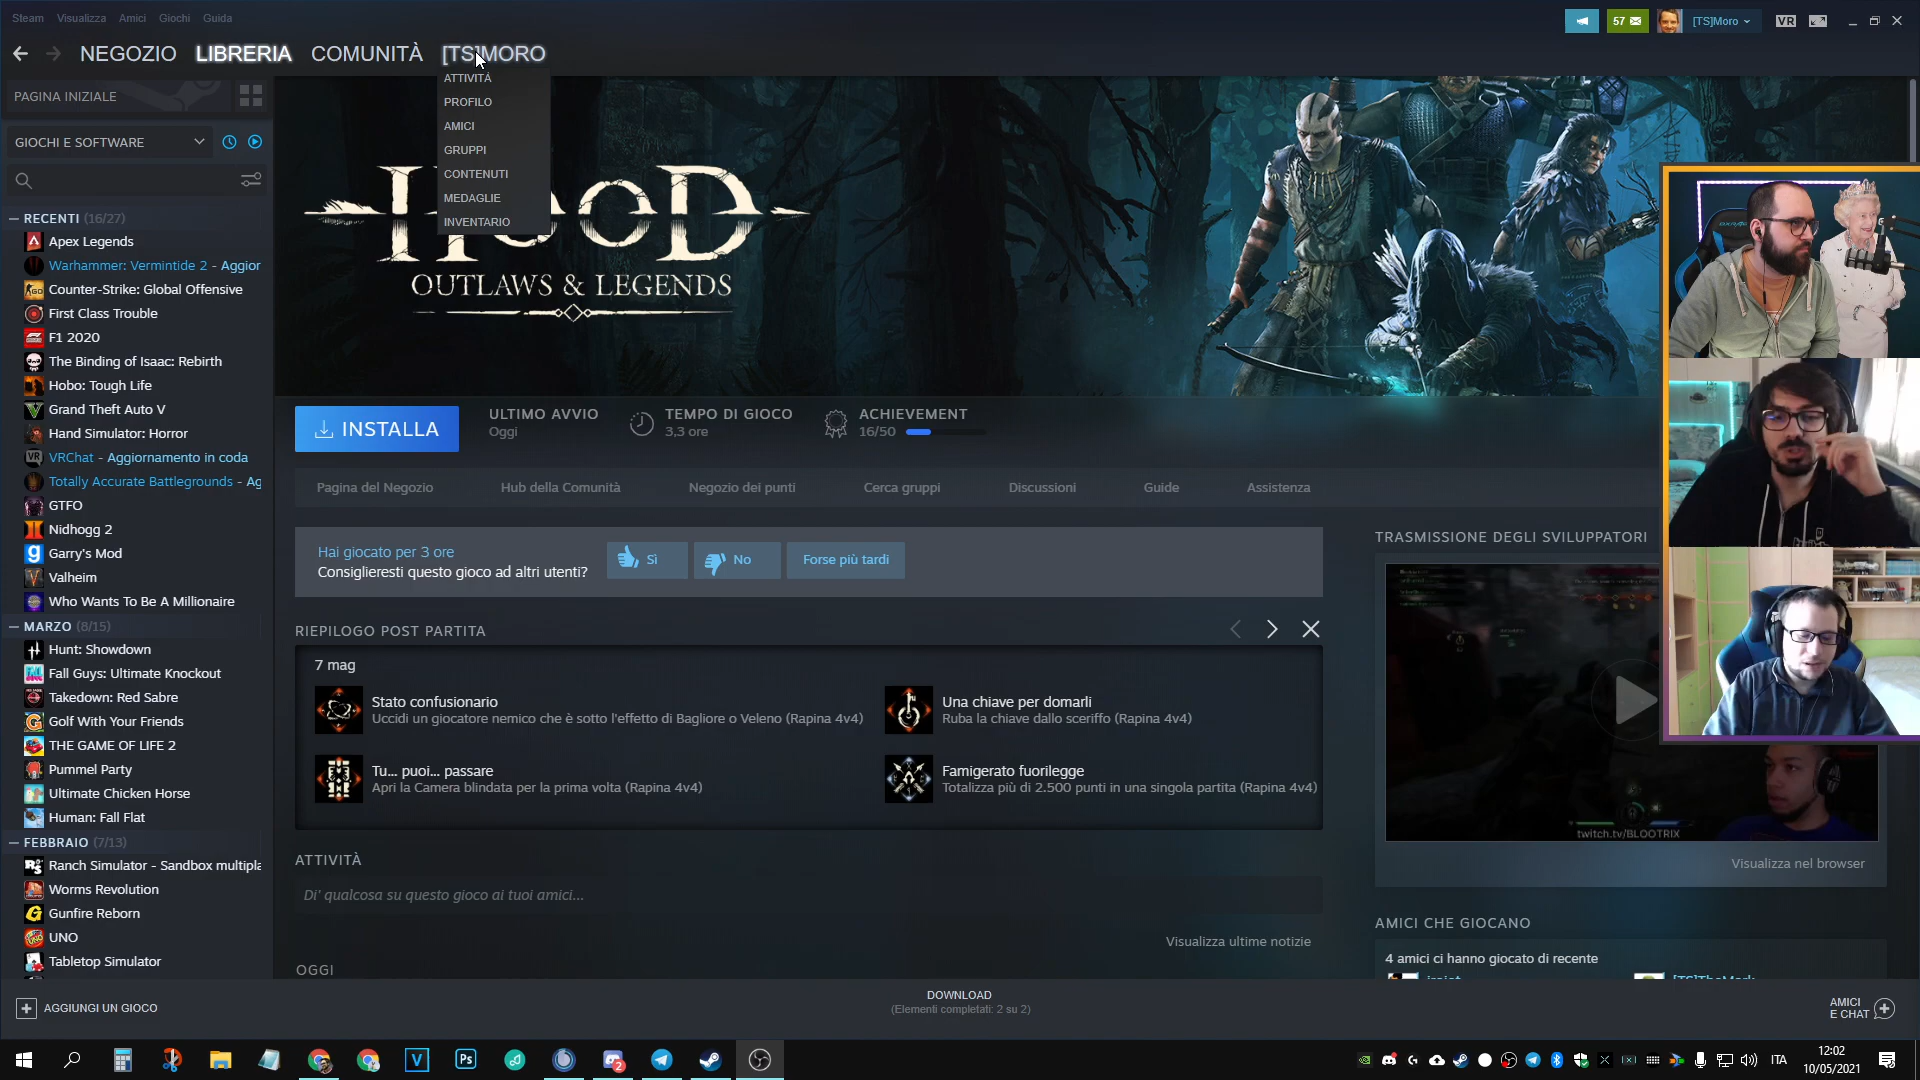 Steam Visualizza Amici Giochi Guida
57
[TS]Moro
VR
NEGOZIO LIBRERIA COMUNITÀ [TS]MORO
ATTIVITÀ
PROFILO
AMICI
GRUPPI
CONTENUTI
MEDAGLIE
INVENTARIO
PAGINA INIZIALE
GIOCHI E SOFTWARE
RECENTI (16/27)
Apex Legends
Warhammer: Vermintide 2 - Aggior
Counter-Strike: Global Offensive
First Class Trouble
F1 2020
The Binding of Isaac: Rebirth
Hobo: Tough Life
Grand Theft Auto V
Hand Simulator: Horror
VRChat - Aggiornamento in coda
Totally Accurate Battlegrounds - Ag
GTFO
Nidhogg 2
Garry's Mod
Valheim
Who Wants To Be A Millionaire
MARZO (8/15)
Hunt: Showdown
Fall Guys: Ultimate Knockout
Takedown: Red Sabre
Golf With Your Friends
THE GAME OF LIFE 2
Pummel Party
Ultimate Chicken Horse
Human: Fall Flat
FEBBRAIO (7/13)
Ranch Simulator - Sandbox multipla
Worms Revolution
Gunfire Reborn
UNO
Tabletop Simulator
HOOD
OUTLAWS & LEGENDS
INSTALLA
ULTIMO AVVIO
Oggi
TEMPO DI GIOCO
3,3 ore
ACHIEVEMENT
16/50
Pagina del Negozio Hub della Comunità Negozio dei punti Cerca gruppi Discussioni Guide Assistenza
Hai giocato per 3 ore
Consiglieresti questo gioco ad altri utenti?
Sì
No
Forse più tardi
RIEPILOGO POST PARTITA
7 mag
Stato confusionario
Uccidi un giocatore nemico che è sotto l'effetto di Bagliore o Veleno (Rapina 4v4)
Una chiave per domarli
Ruba la chiave dallo sceriffo (Rapina 4v4)
Tu... puoi... passare
Apri la Camera blindata per la prima volta (Rapina 4v4)
Famigerato fuorilegge
Totalizza più di 2.500 punti in una singola partita (Rapina 4v4)
ATTIVITÀ
Di' qualcosa su questo gioco ai tuoi amici...
Visualizza ultime notizie
OGGI
TRASMISSIONE DEGLI SVILUPPATORI
twitch.tv/BLOOTRIX
Visualizza nel browser
AMICI CHE GIOCANO
4 amici ci hanno giocato di recente
AGGIUNGI UN GIOCO
DOWNLOAD
(Elementi completati: 2 su 2)
AMICI
E CHAT
V
Ps
2
ITA
12:02
10/05/2021